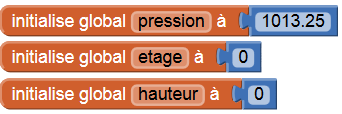 initialise global pression à 1013.25
initialise global etage à 0
initialise global hauteur à 0